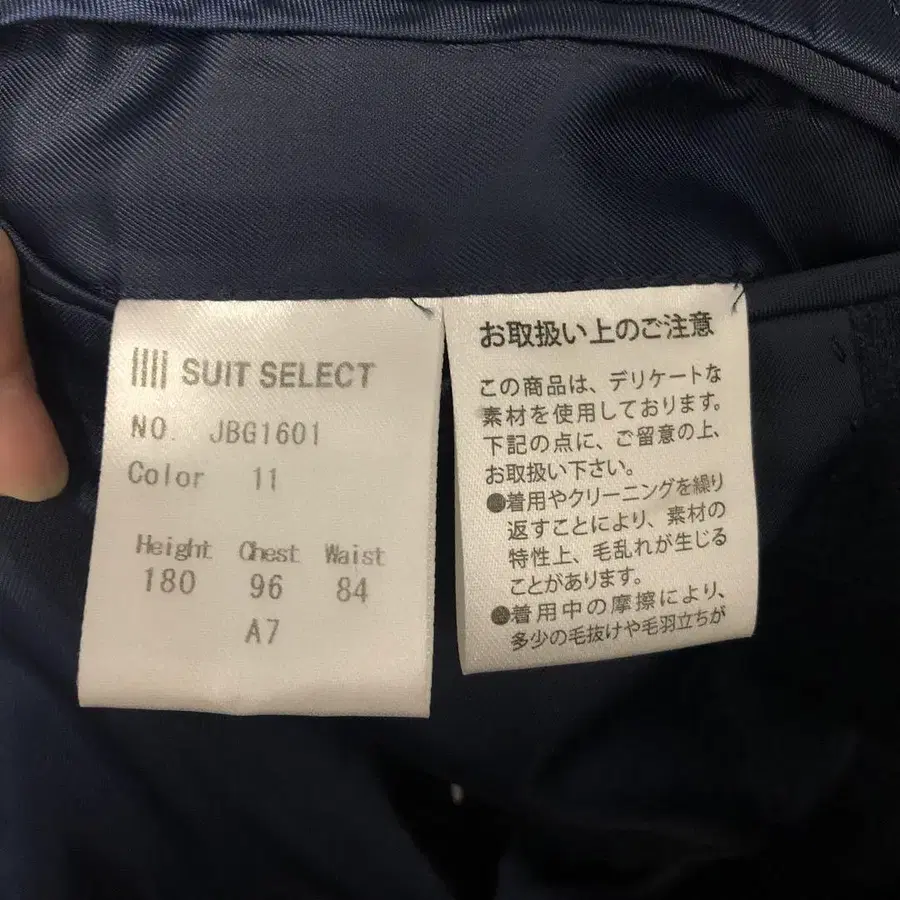 SUIT SELECT
NO. JBG1601
Color 11
Height Chest Waist
180 96 84
A7
お取扱い上のご注意
この商品は、デリケートな
素材を使用しております。
下記の点に、ご留意の上、
お取扱い下さい。
●着用やクリーニングを繰り
返すことにより、素材の
特性上、毛乱れが生じる
ことがあります。
●着用中の摩擦により、
多少の毛抜けや毛羽立ちが